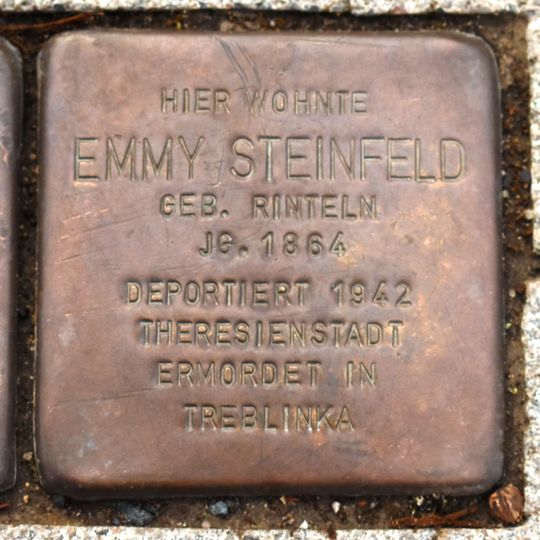 HIER WOHNTE
EMMY STEINFELD
GEB. RINTELN
JG. 1864
DEPORTIERT 1942
THERESIENSTADT
ERMORDET IN
TREBLINKA